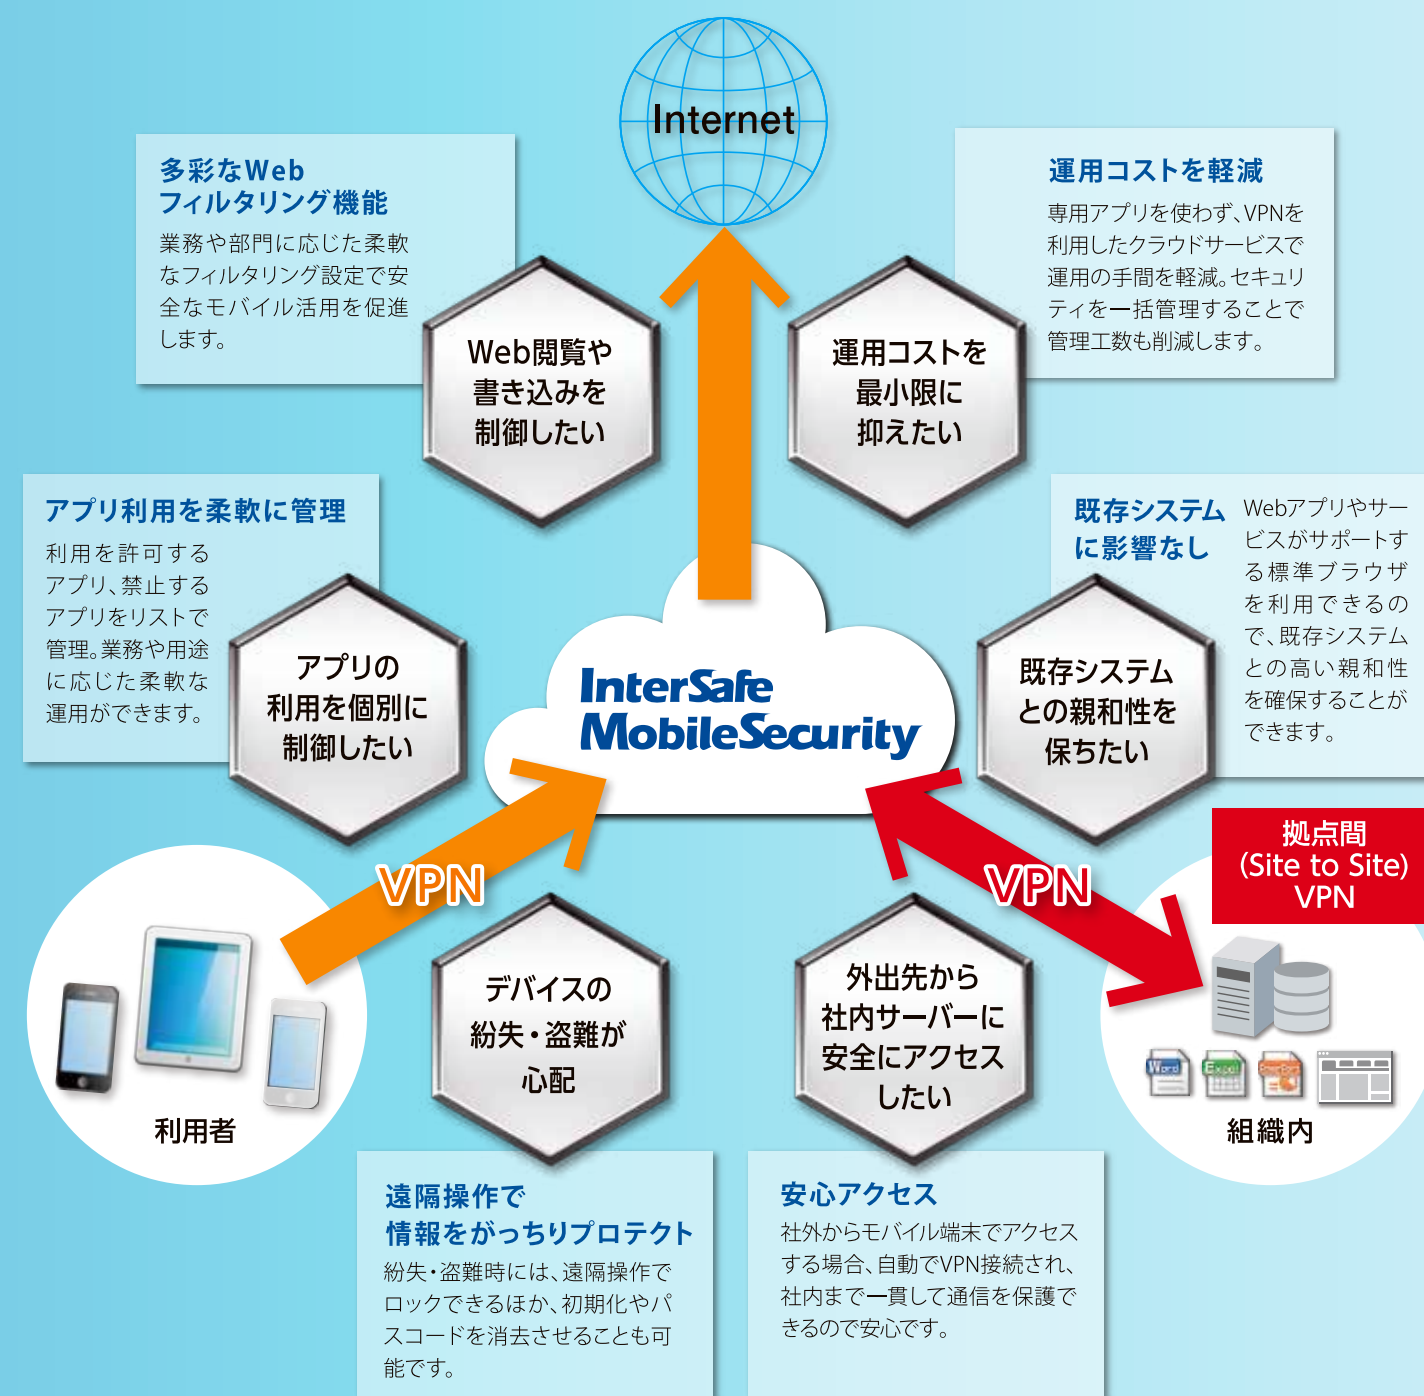 Internet
多彩なWeb
フィルタリング機能
業務や部門に応じた柔軟
なフィルタリング設定で安
全なモバイル活用を促進
します。
Web閲覧や
書き込みを
制御したい
運用コストを軽減
専用アプリを使わず、VPNを
利用したクラウドサービスで
運用の手間を軽減。セキュリ
ティを一括管理することで
管理工数も削減します。
運用コストを
最小限に
抑えたい
アプリ利用を柔軟に管理
利用を許可する
アプリ、禁止する
アプリをリストで
管理。業務や用途
に応じた柔軟な
運用ができます。
アプリの
利用を個別に
制御したい
InterSafe
MobileSecurity
既存システム
に影響なし
Webアプリやサー
ビスがサポートす
る標準ブラウザ
を利用できるの
で、既存システム
との高い親和性
を確保することが
できます。
既存システム
との親和性を
保ちたい
VPN
VPN
拠点間
(Site to Site)
VPN
利用者
デバイスの
紛失・盗難が
心配
外出先から
社内サーバーに
安全にアクセス
したい
Word
Excel
PowerPoint
組織内
遠隔操作で
情報をがっちりプロテクト
紛失・盗難時には、遠隔操作で
ロックできるほか、初期化やパ
スコードを消去させることも可
能です。
安心アクセス
社外からモバイル端末でアクセス
する場合、自動でVPN接続され、
社内まで一貫して通信を保護で
きるので安心です。